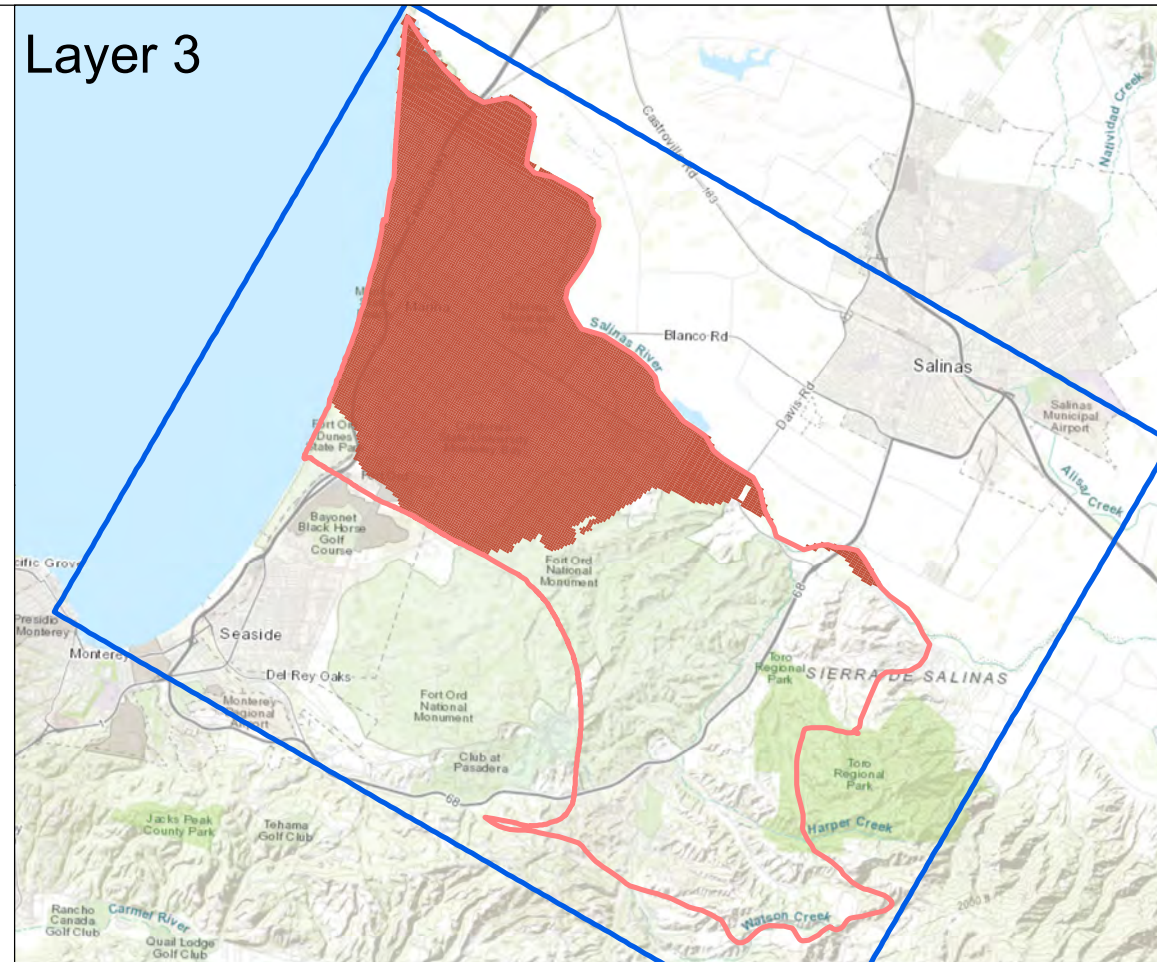 Layer 3
Natividad Creek
Castroville Rd
183
Marina
Salinas River
Blanco Rd
Salinas
Davis Rd
Salinas
Municipal
Airport
Alisal Creek
Fort Ord
Dunes
State Park
Bayonet
Black Horse
Golf
Course
cific Grove
Presidio
Monterey
Monterey
Seaside
Del Rey Oaks
Monterey
Regional
Airport
Fort Ord
National
Monument
Fort Ord
National
Monument
68
Toro
Regional
Park
SIERRA DE SALINAS
Club at
Pasadera
68
Toro
Regional
Park
Harper Creek
Jacks Peak
County Park
Tehama
Golf Club
Rancho
Canada
Golf Club
Carmel River
Quail Lodge
Golf Club
Watson Creek